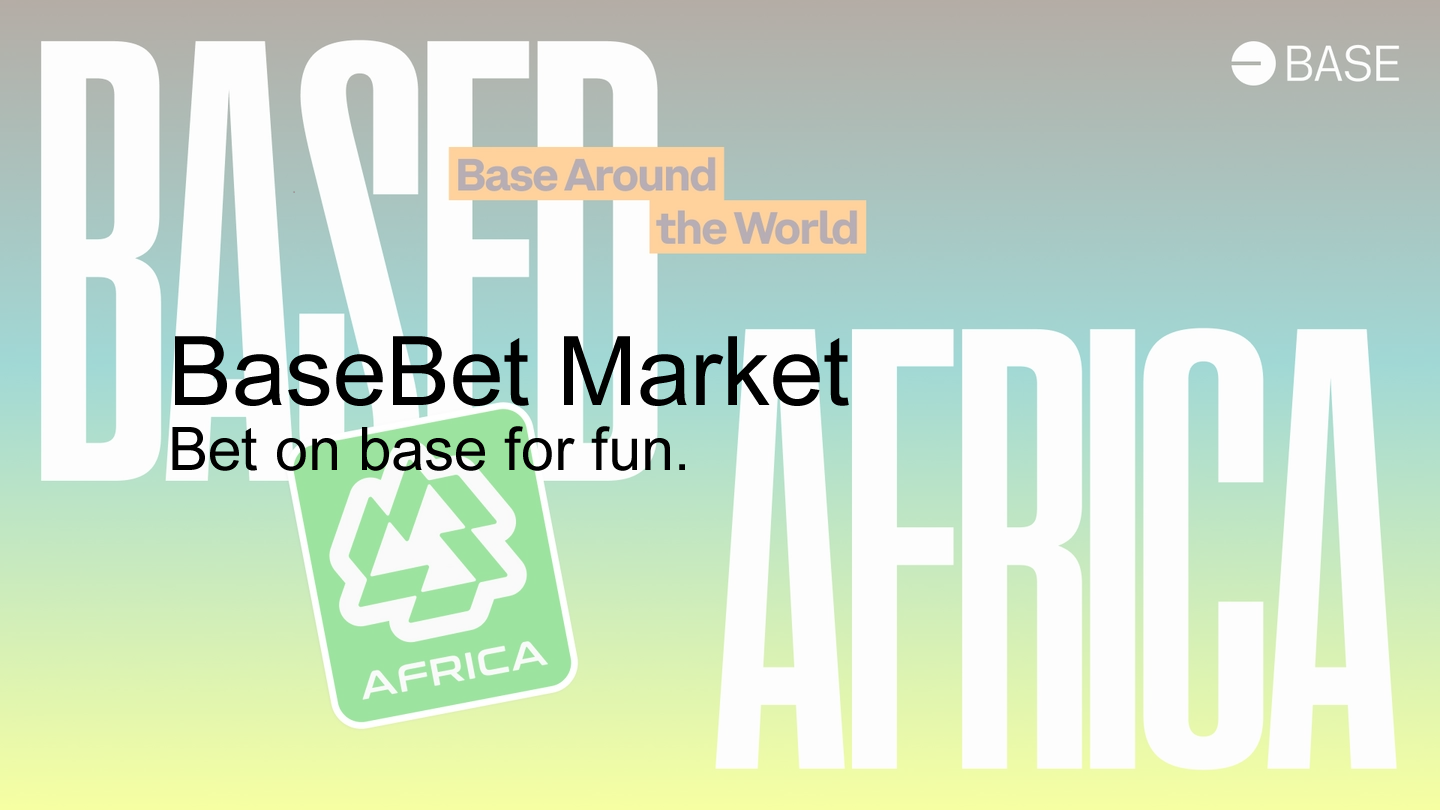 BASED
BASE
Base Around
the World
BaseBet Market
Bet on base for fun.
AFRICA
AFRICA